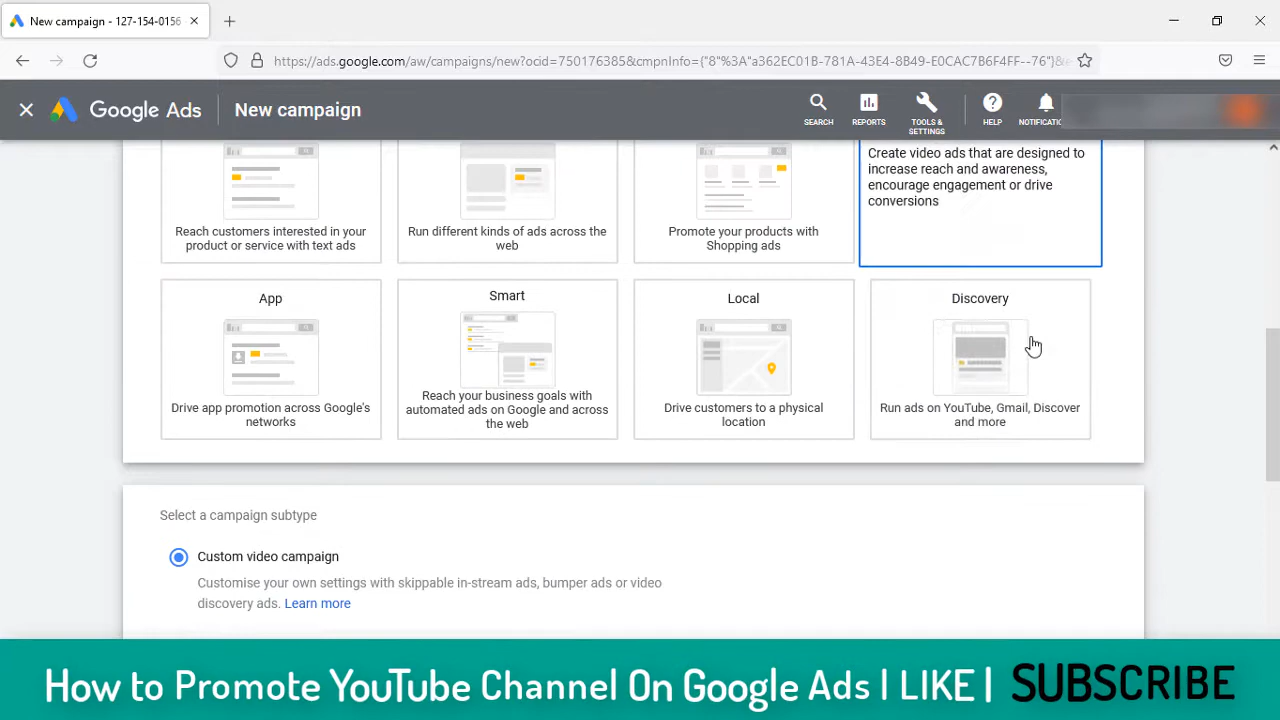 New campaign - 127-154-0156
https://ads.google.com/aw/campaigns/new?ocid=750176385&cmpnInfo={"8"%3A"a362EC01B-781A-43E4-8B49-E0CAC7B6F4FF--76"}&
Google Ads
New campaign
SEARCH
REPORTS
TOOLS &
SETTINGS
HELP
NOTIFICATIO
Reach customers interested in your
product or service with text ads
Run different kinds of ads across the
web
Promote your products with
Shopping ads
Create video ads that are designed to
increase reach and awareness,
encourage engagement or drive
conversions
App
Drive app promotion across Google's
networks
Smart
Reach your business goals with
automated ads on Google and across
the web
Local
Drive customers to a physical
location
Discovery
Run ads on YouTube, Gmail, Discover
and more
Select a campaign subtype
Custom video campaign
Customise your own settings with skippable in-stream ads, bumper ads or video
discovery ads. Learn more
How to Promote YouTube Channel On Google Ads I LIKE | SUBSCRIBE